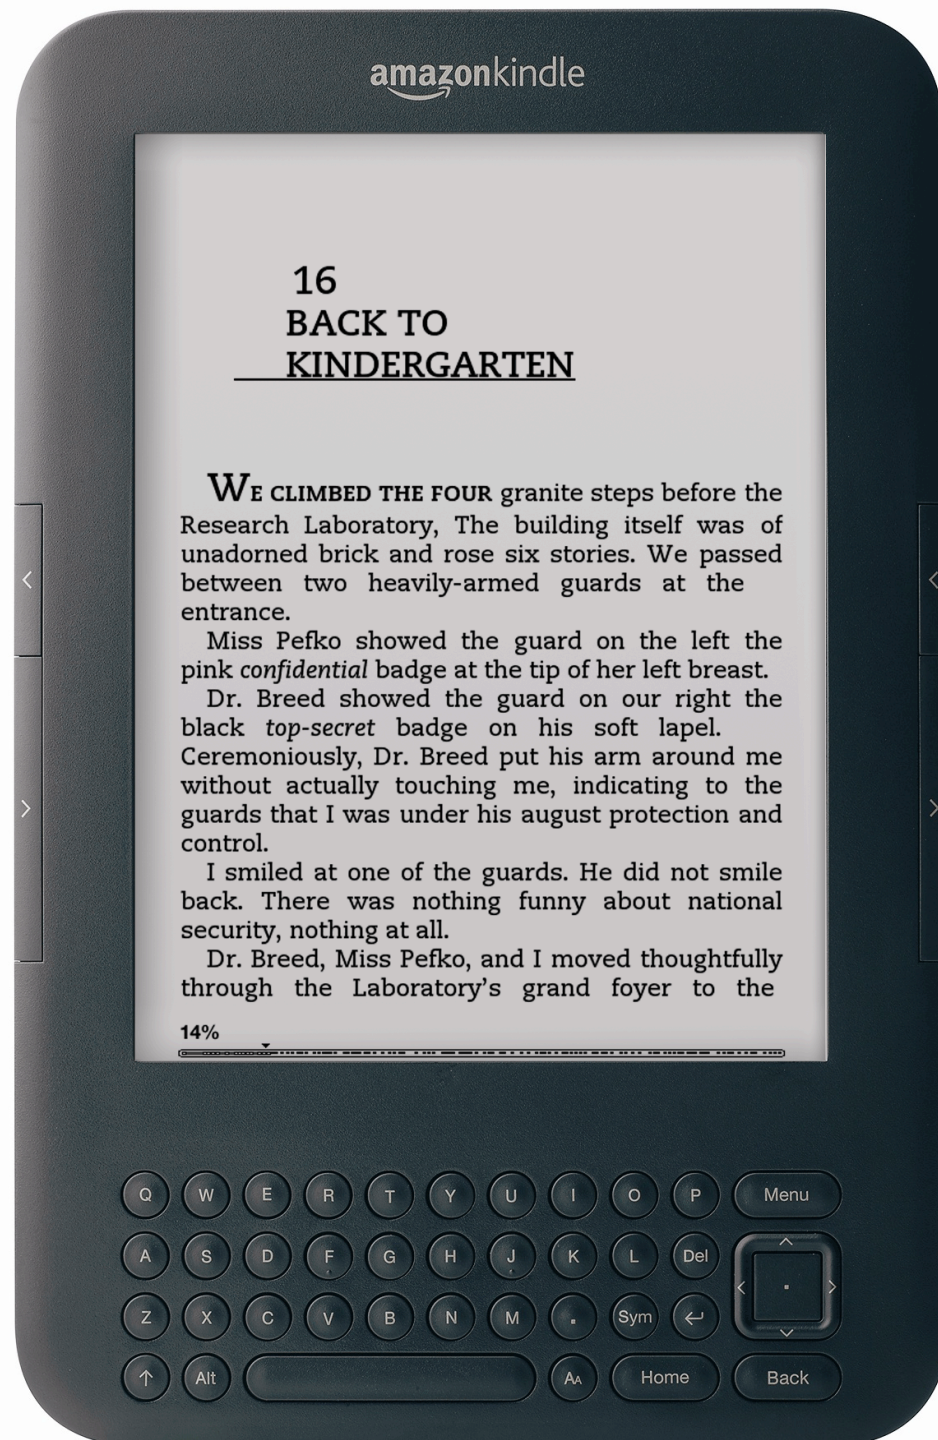 amazonkindle
16
BACK TO
KINDERGARTEN
WE CLIMBED THE FOUR granite steps before the
Research Laboratory, The building itself was of
unadorned brick and rose six stories. We passed
between two heavily-armed guards at the
entrance.
Miss Pefko showed the guard on the left the
pink confidential badge at the tip of her left breast.
Dr. Breed showed the guard on our right the
black top-secret badge on his soft lapel.
Ceremoniously, Dr. Breed put his arm around me
without actually touching me, indicating to the
guards that I was under his august protection and
control.
I smiled at one of the guards. He did not smile
back. There was nothing funny about national
security, nothing at all.
Dr. Breed, Miss Pefko, and I moved thoughtfully
through the Laboratory's grand foyer to the
14%
Q W E R T Y U I O P Menu
A S D F G H J K L Del
Z X C V B N M . Sym
Alt AA Home Back